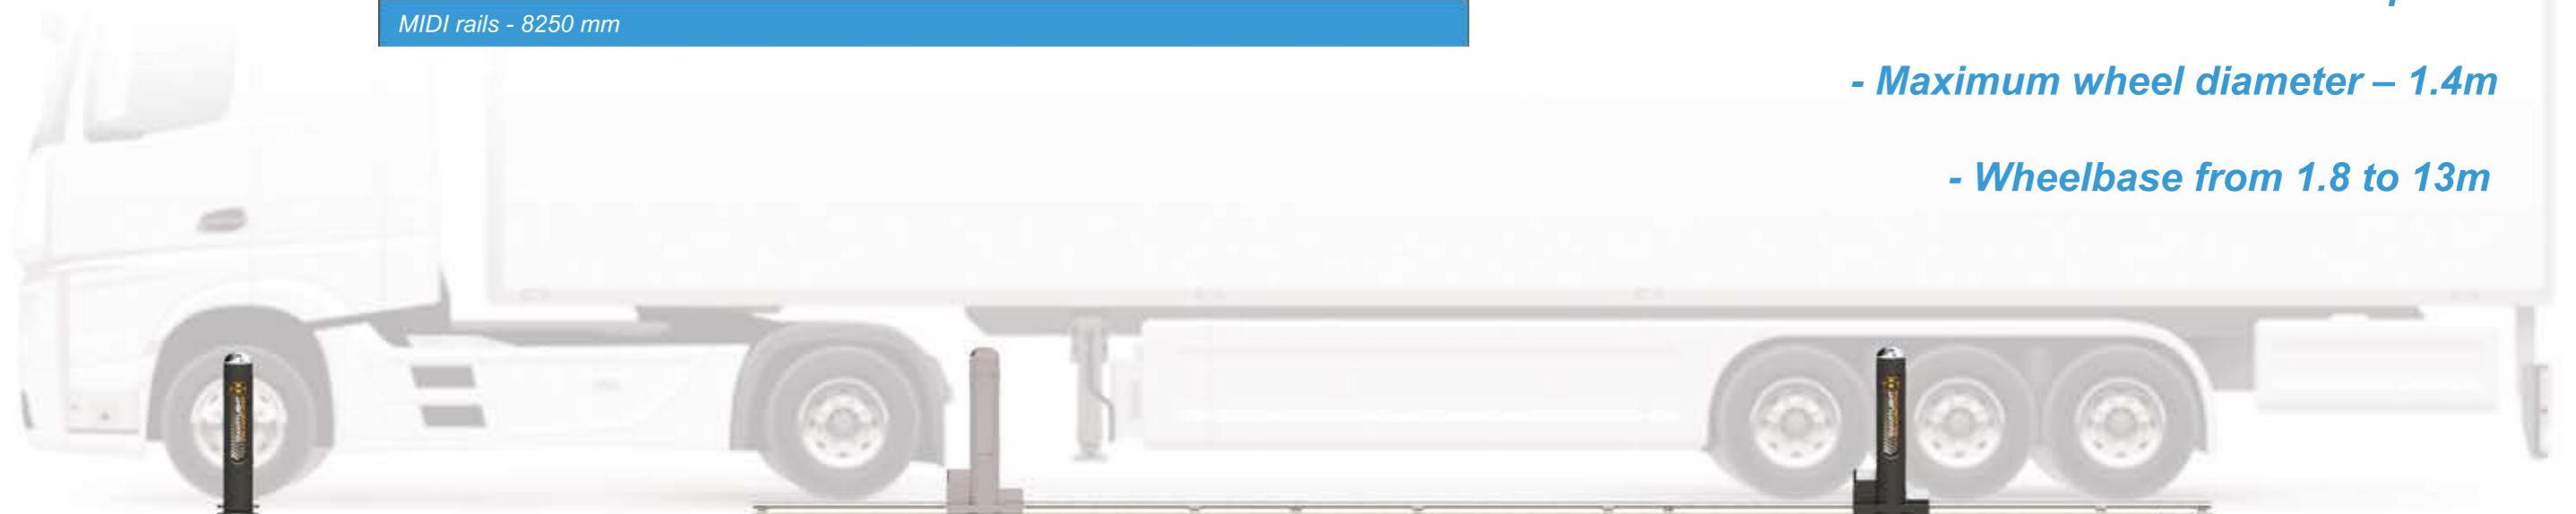 MIDI rails - 8250 mm
- Maximum wheel diameter – 1.4m
- Wheelbase from 1.8 to 13m